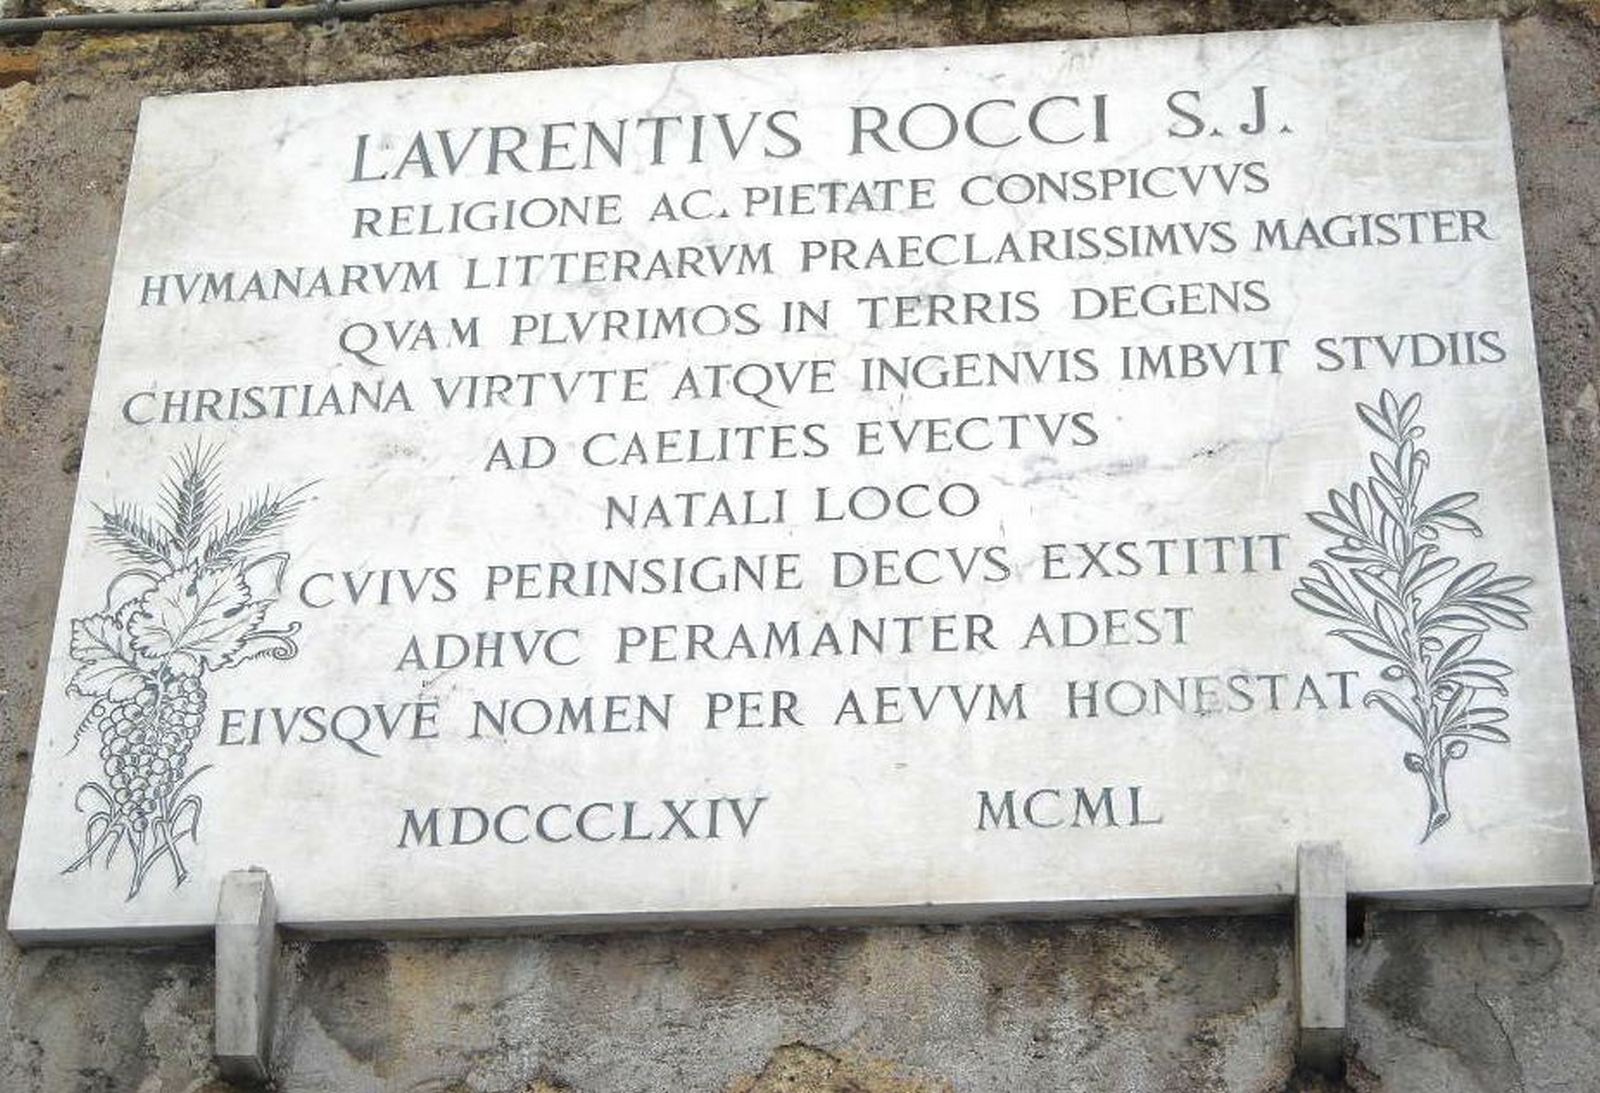 LAVRENTIVS ROCCI S. J.
RELIGIONE AC. PIETATE CONSPICVVS
HVMANARVM LITTERARVM PRAECLARISSIMVS MAGISTER
QVAM PLVRIMOS IN TERRIS DEGENS
CHRISTIANA VIRTVTE ATQVE INGENVIS IMBVIT STVDIIS
AD CAELITES EVECTVS
NATALI LOCO
CVIVS PERINSIGNE DECVS EXSTITIT
ADHVC PERAMANTER ADEST
EIVSQVE NOMEN PER AEVVM HONESTAT
MDCCCLXIV MCML